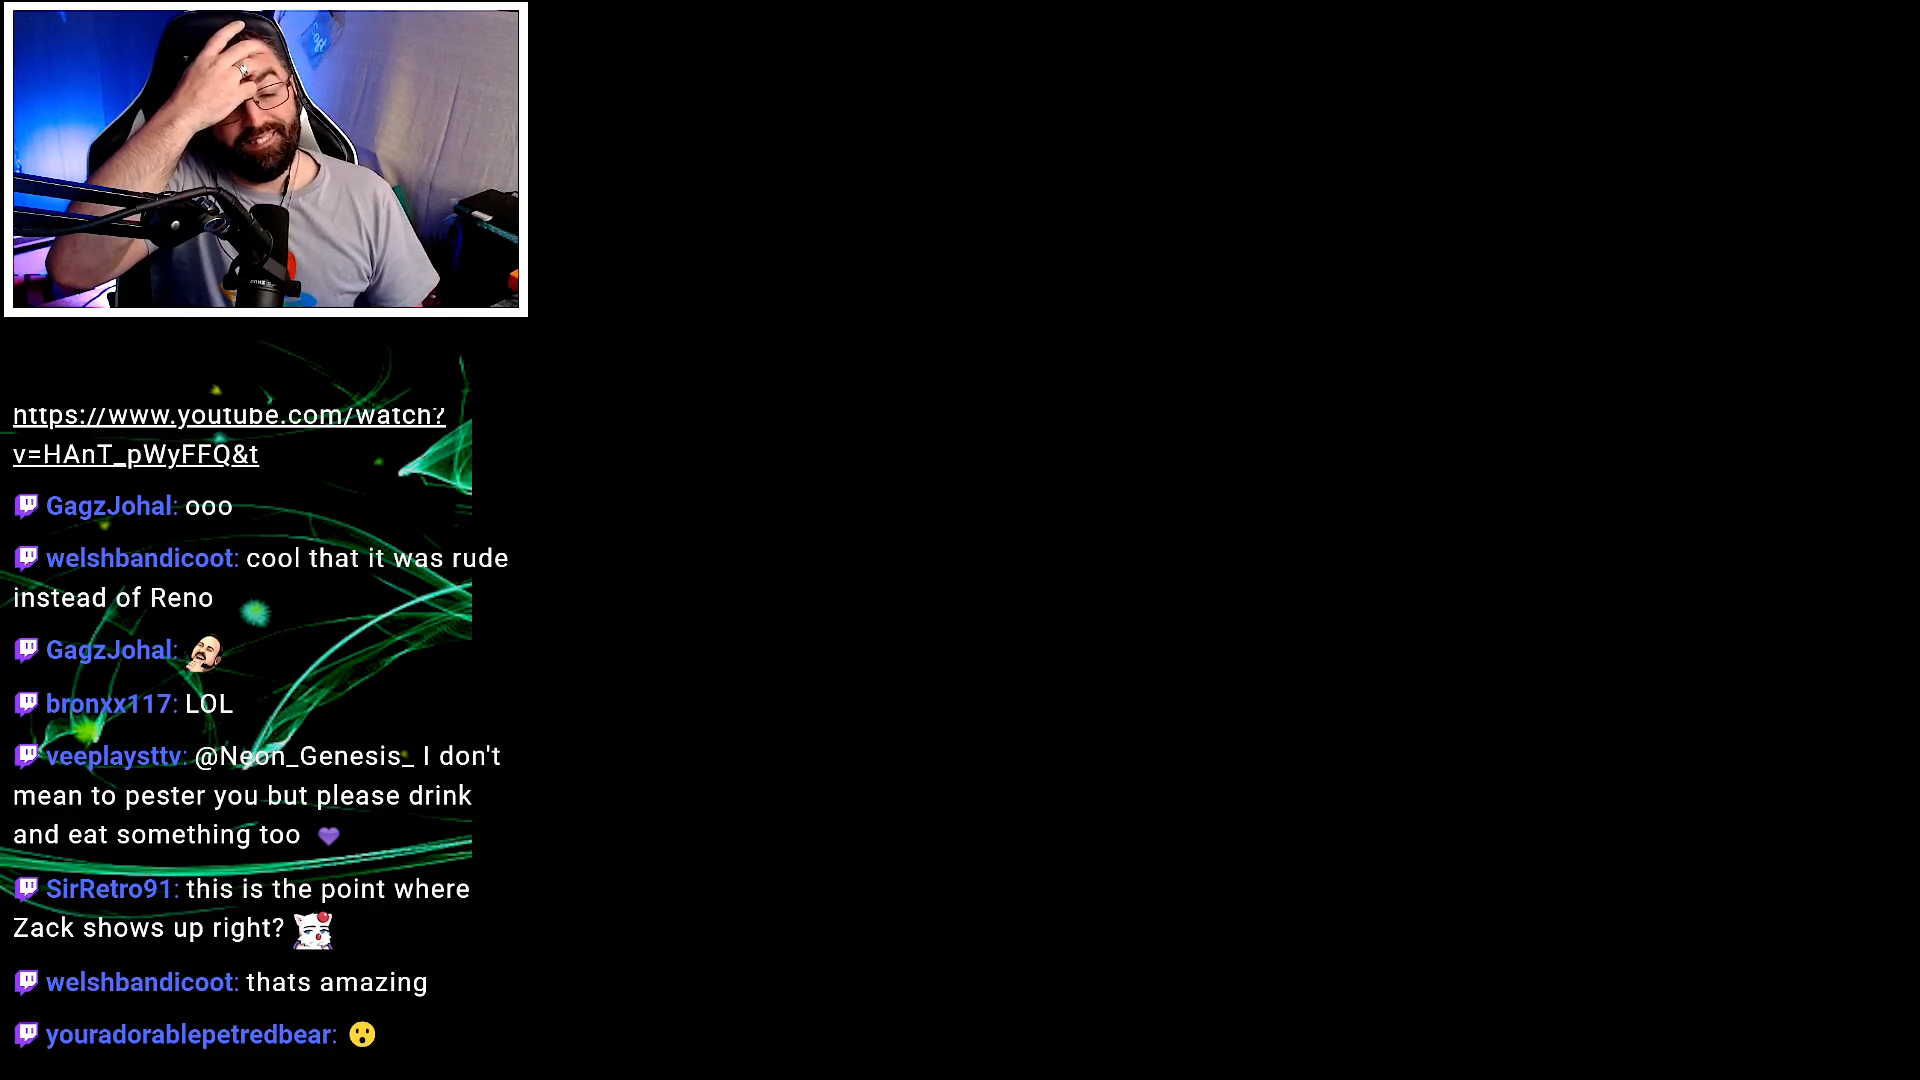 https://www.youtube.com/watch?
v=HAnT_pWyFFQ&t
GagzJohal: ooo
welshbandicoot: cool that it was rude
instead of Reno
GagzJohal:
bronxx117: LOL
veeplaysttv: @Neon_Genesis_ I don't
mean to pester you but please drink
and eat something too
SirRetro91: this is the point where
Zack shows up right?
welshbandicoot: thats amazing
youradorablepetredbear: